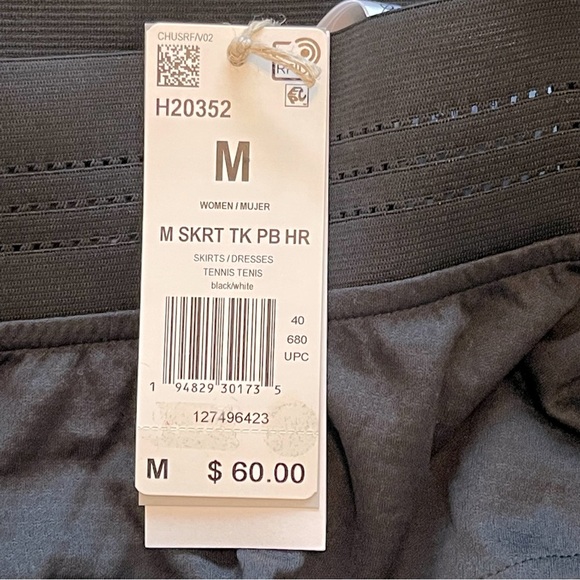 CHUSRF/V02
RFID
H20352
M
WOMEN / MUJER
M SKRT TK PB HR
SKIRTS / DRESSES
TENNIS TENIS
black/white
40
680
UPC
1 94829 30173 5
127496423
M $ 60.00